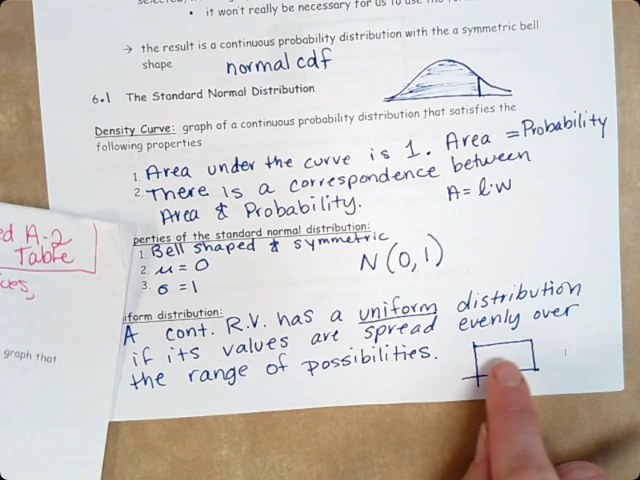 • it won't really be necessary for us to use the
→ the result is a continuous probability distribution with the a symmetric bell
shape
normal cdf
6.1 The Standard Normal Distribution
Density Curve: graph of a continuous probability distribution that satisfies the
following properties
1. Area under the curve is 1. Area = Probability
2. There is a correspondence between
Area & Probability.
A = l·w
perties of the standard normal distribution:
1. Bell shaped & symmetric
2. μ = 0
3. σ = 1
N(0,1)
iform distribution:
A cont. R.V. has a uniform distribution
if its values are spread evenly over
the range of possibilities.
1
ed A-2
Table
graph that